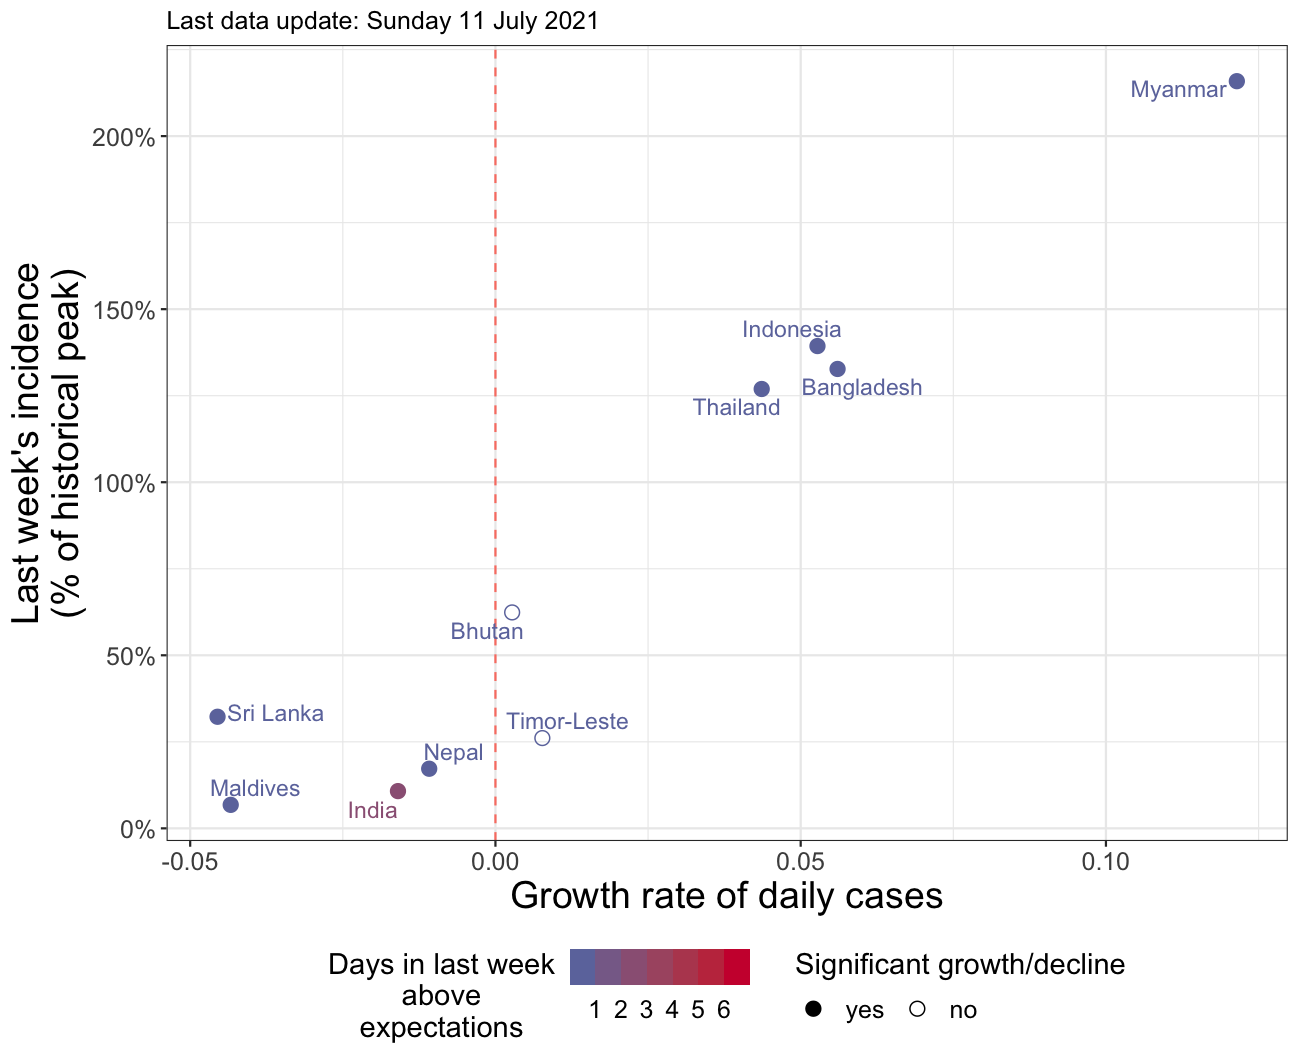 Last data update: Sunday 11 July 2021
Last week's incidence
(% of historical peak)
200%
150%
100%
50%
0%
Myanmar
Indonesia
Bangladesh
Thailand
Bhutan
Sri Lanka
Timor-Leste
Nepal
Maldives
India
-0.05 0.00 0.05 0.10
Growth rate of daily cases
Days in last week
above
expectations
1 2 3 4 5 6
Significant growth/decline
yes no